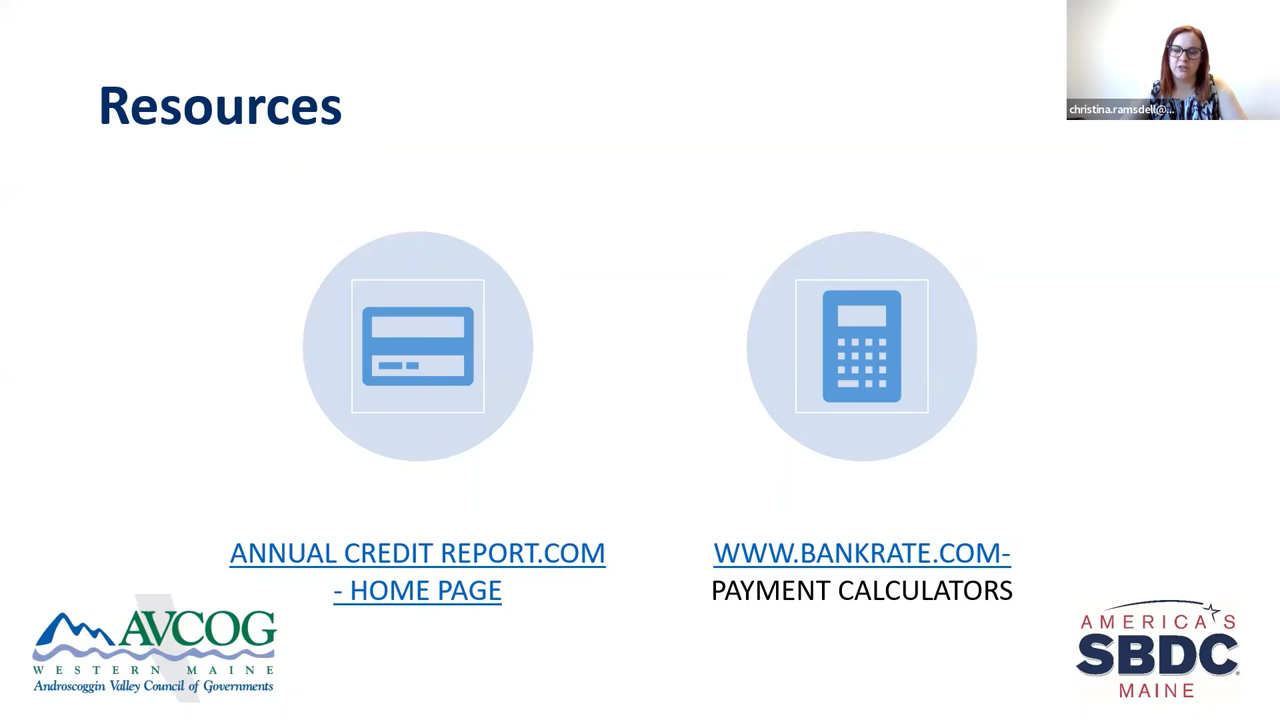 Resources
christina.ramsdell@...
ANNUAL CREDIT REPORT.COM
- HOME PAGE
WWW.BANKRATE.COM-
PAYMENT CALCULATORS
AVCOG
WESTERN MAINE
Androscoggin Valley Council of Governments
AMERICA'S
SBDC
MAINE